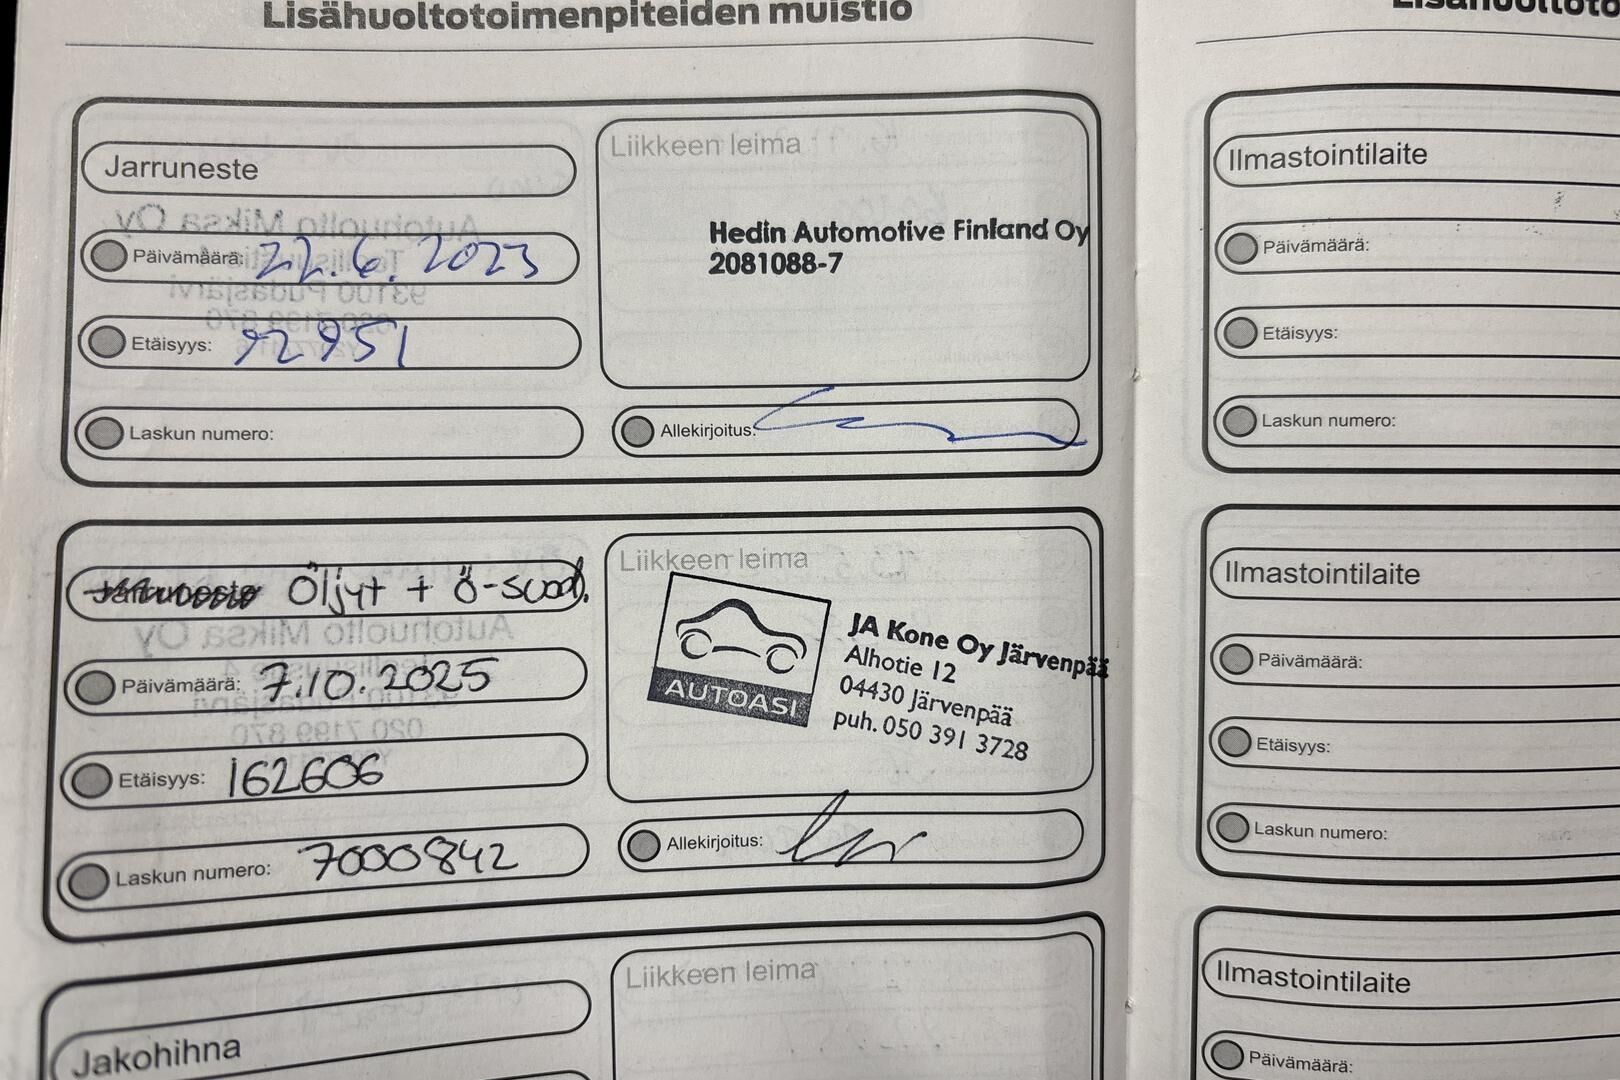 Lisähuoltotoimenpiteiden muistio
Jarruneste
Päivämäärä: 22.6.2023
Etäisyys: 92951
Laskun numero:
Liikkeen leima
Hedin Automotive Finland Oy
2081088-7
Allekirjoitus:
Jarruneste Öljyt + ö-suod.
Päivämäärä: 7.10.2025
Etäisyys: 162606
Laskun numero: 7000842
Liikkeen leima
AUTOASI
JA Kone Oy Järvenpää
Alhotie 12
04430 Järvenpää
puh. 050 391 3728
Allekirjoitus:
Jakohihna
Liikkeen leima
Ilmastointilaite
Päivämäärä:
Etäisyys:
Laskun numero:
Ilmastointilaite
Päivämäärä:
Etäisyys:
Laskun numero:
Ilmastointilaite
Päivämäärä: